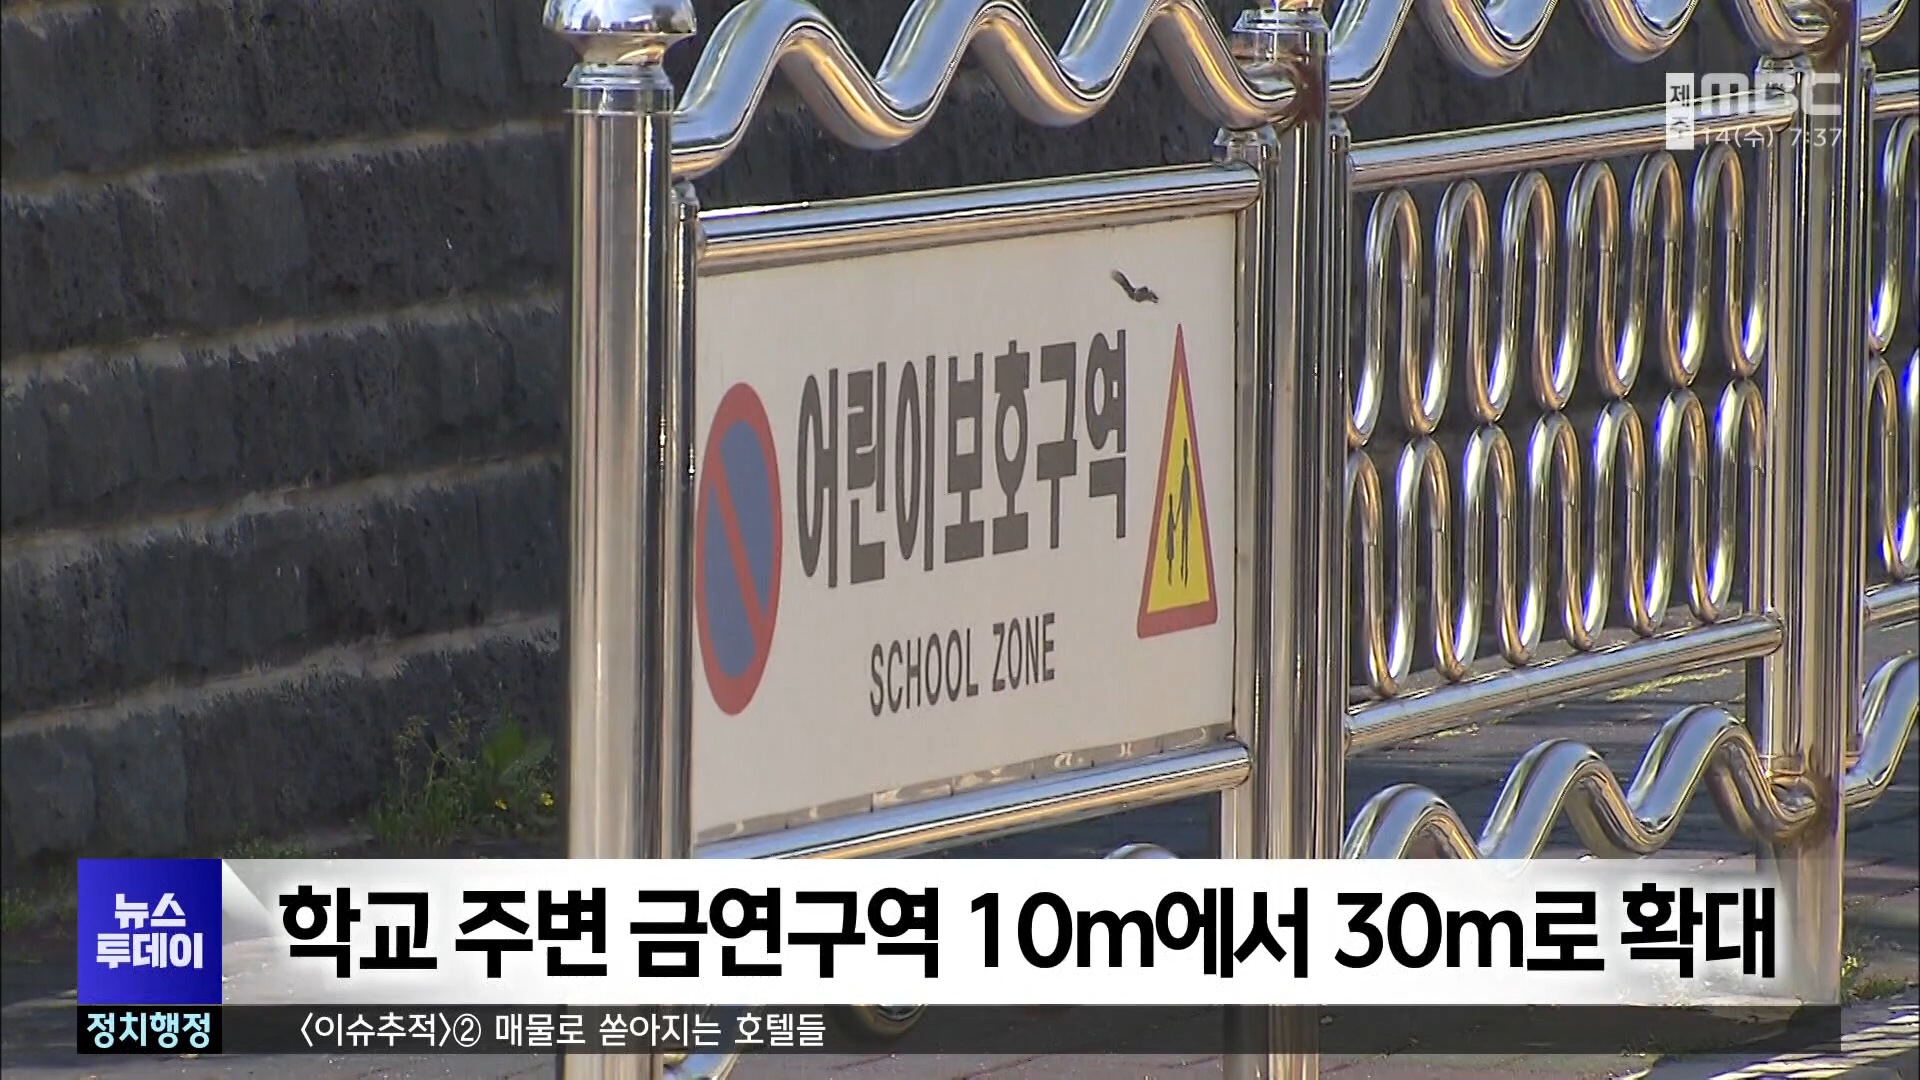 제주 MBC
14(수) 7:37
어린이보호구역
SCHOOL ZONE
뉴스
투데이
학교 주변 금연구역 10m에서 30m로 확대
정치행정
<이슈추적>② 매물로 쏟아지는 호텔들